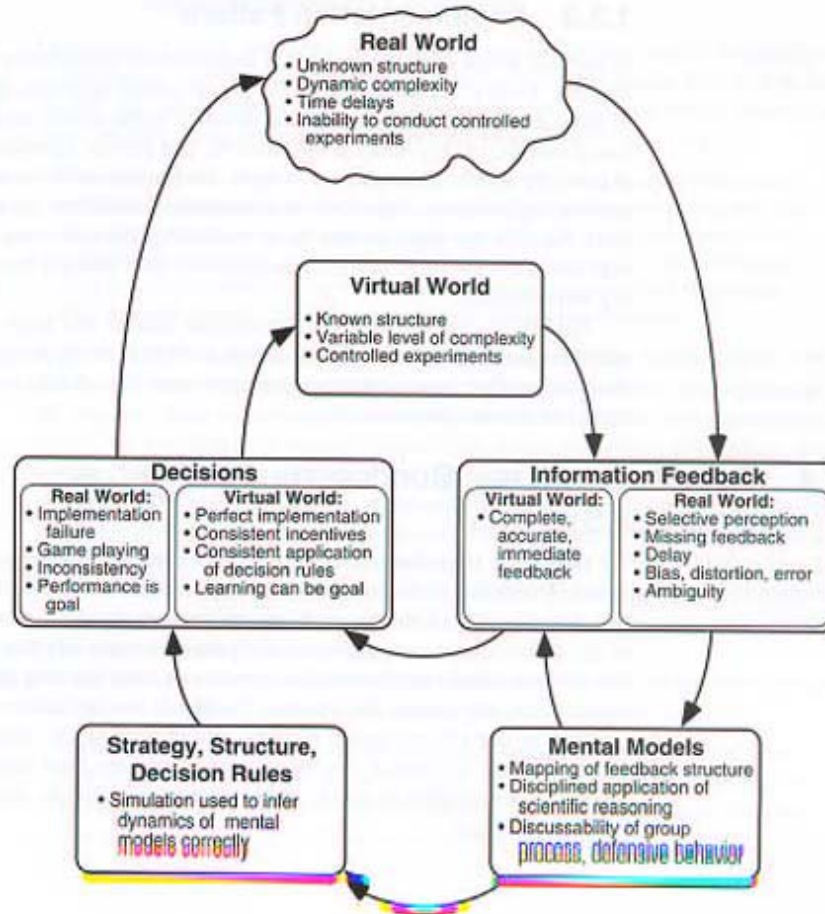 Real World
• Unknown structure
• Dynamic complexity
• Time delays
• Inability to conduct controlled
experiments
Virtual World
• Known structure
• Variable level of complexity
• Controlled experiments
Decisions
Real World:
• Implementation
failure
• Game playing
• Inconsistency
• Performance is
goal
Virtual World:
• Perfect implementation
• Consistent incentives
• Consistent application
of decision rules
• Learning can be goal
Information Feedback
Virtual World:
• Complete,
accurate,
immediate
feedback
Real World:
• Selective perception
• Missing feedback
• Delay
• Bias, distortion, error
• Ambiguity
Strategy, Structure,
Decision Rules
• Simulation used to infer
dynamics of mental
models correctly
Mental Models
• Mapping of feedback structure
• Disciplined application of
scientific reasoning
• Discussability of group
process, defensive behavior